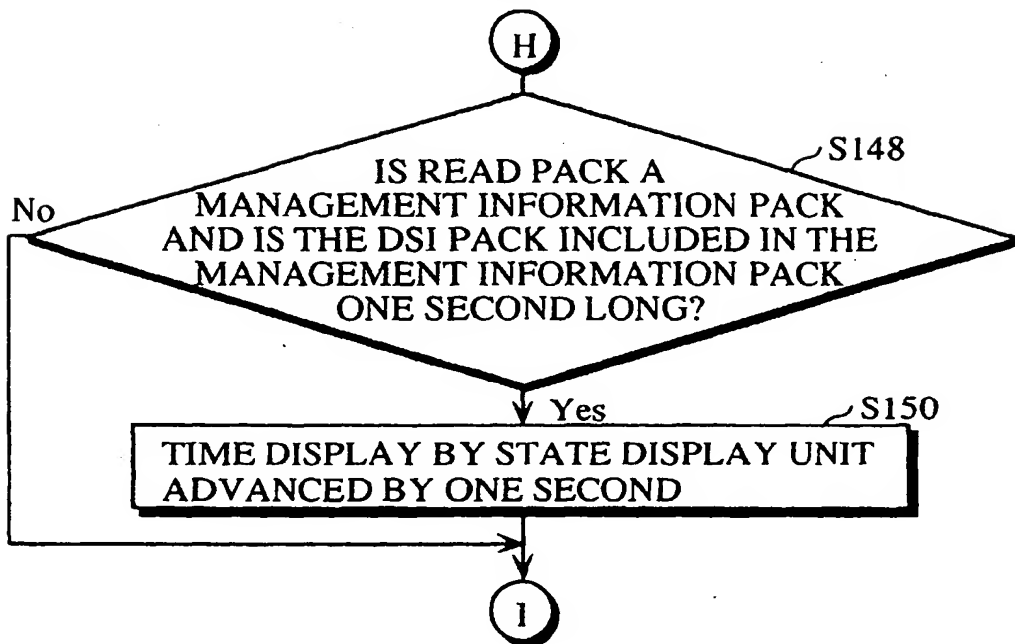 H
S148
IS READ PACK A
MANAGEMENT INFORMATION PACK
AND IS THE DSI PACK INCLUDED IN THE
MANAGEMENT INFORMATION PACK
ONE SECOND LONG?
No
Yes
S150
TIME DISPLAY BY STATE DISPLAY UNIT
ADVANCED BY ONE SECOND
I